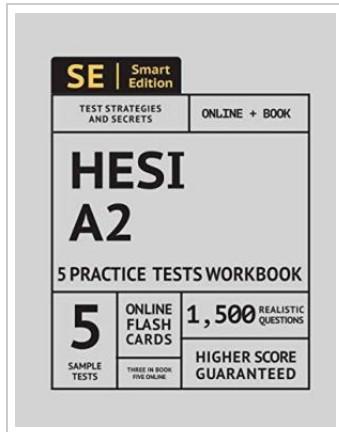 SE Smart
Edition
TEST STRATEGIES
AND SECRETS
ONLINE + BOOK
HESI
A2
5 PRACTICE TESTS WORKBOOK
5
SAMPLE
TESTS
ONLINE
FLASH
CARDS
THREE IN BOOK
FIVE ONLINE
1,500 REALISTIC
QUESTIONS
HIGHER SCORE
GUARANTEED